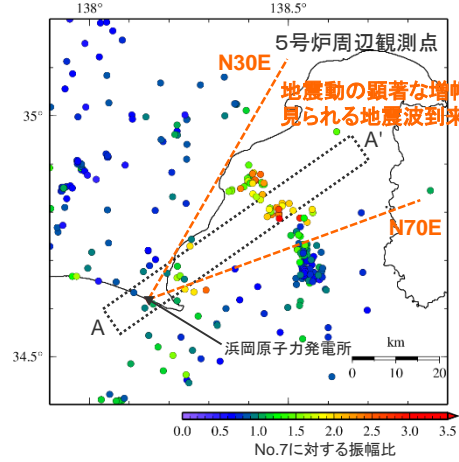 138° 138.5°
5号炉周辺観測点
N30E
地震動の顕著な増幅
35°
見られる地震波到来
A'
N70E
A
浜岡原子力発電所
km
34.5°
0 10 20
0.0 0.5 1.0 1.5 2.0 2.5 3.0 3.5
No.7に対する振幅比